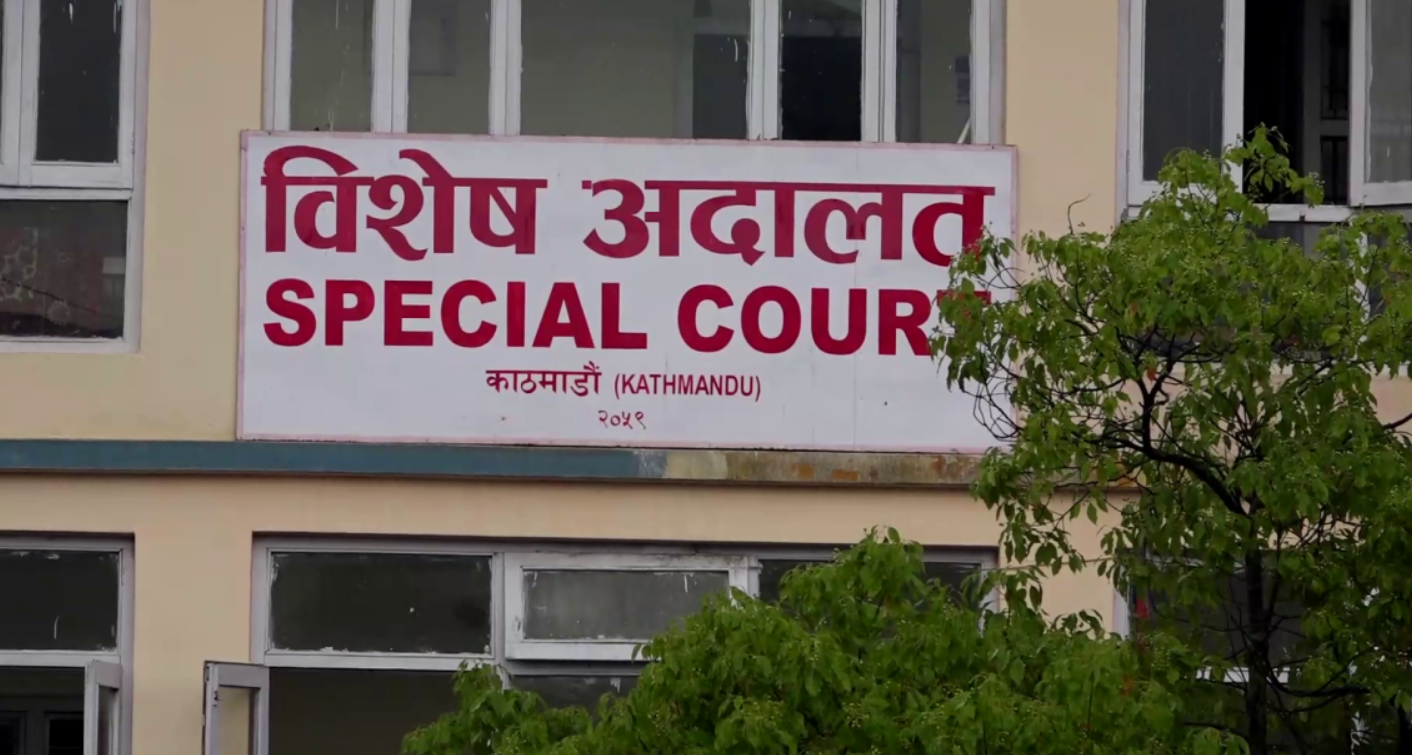 विशेष अदालत
SPECIAL COURT
काठमाडौं (KATHMANDU)
२०५९